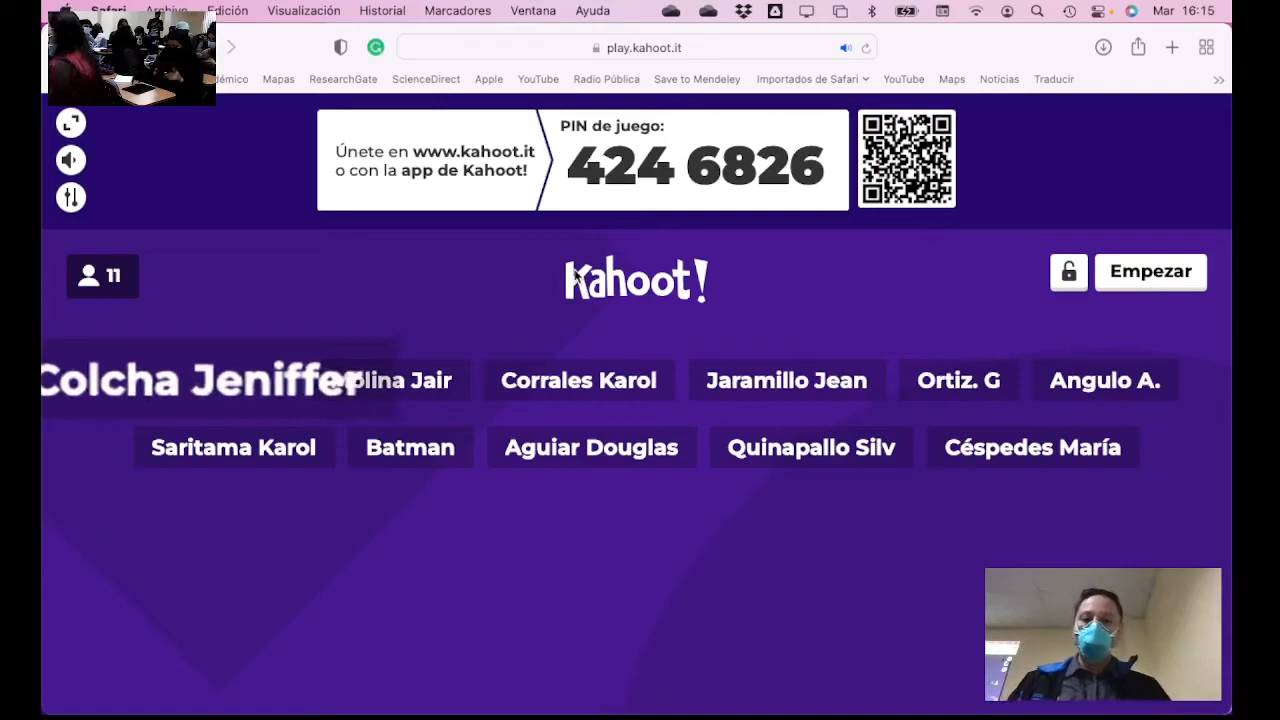 Safari Archivo Edición Visualización Historial Marcadores Ventana Ayuda Mar 16:15
play.kahoot.it
Mapas ResearchGate ScienceDirect Apple YouTube Radio Pública Save to Mendeley Importados de Safari YouTube Maps Noticias Traducir
Únete en www.kahoot.it
o con la app de Kahoot!
PIN de juego:
424 6826
11
Kahoot!
Empezar
Colcha Jeniffer Jair Corrales Karol Jaramillo Jean Ortiz. G Angulo A.
Saritama Karol Batman Aguiar Douglas Quinapallo Silv Céspedes María